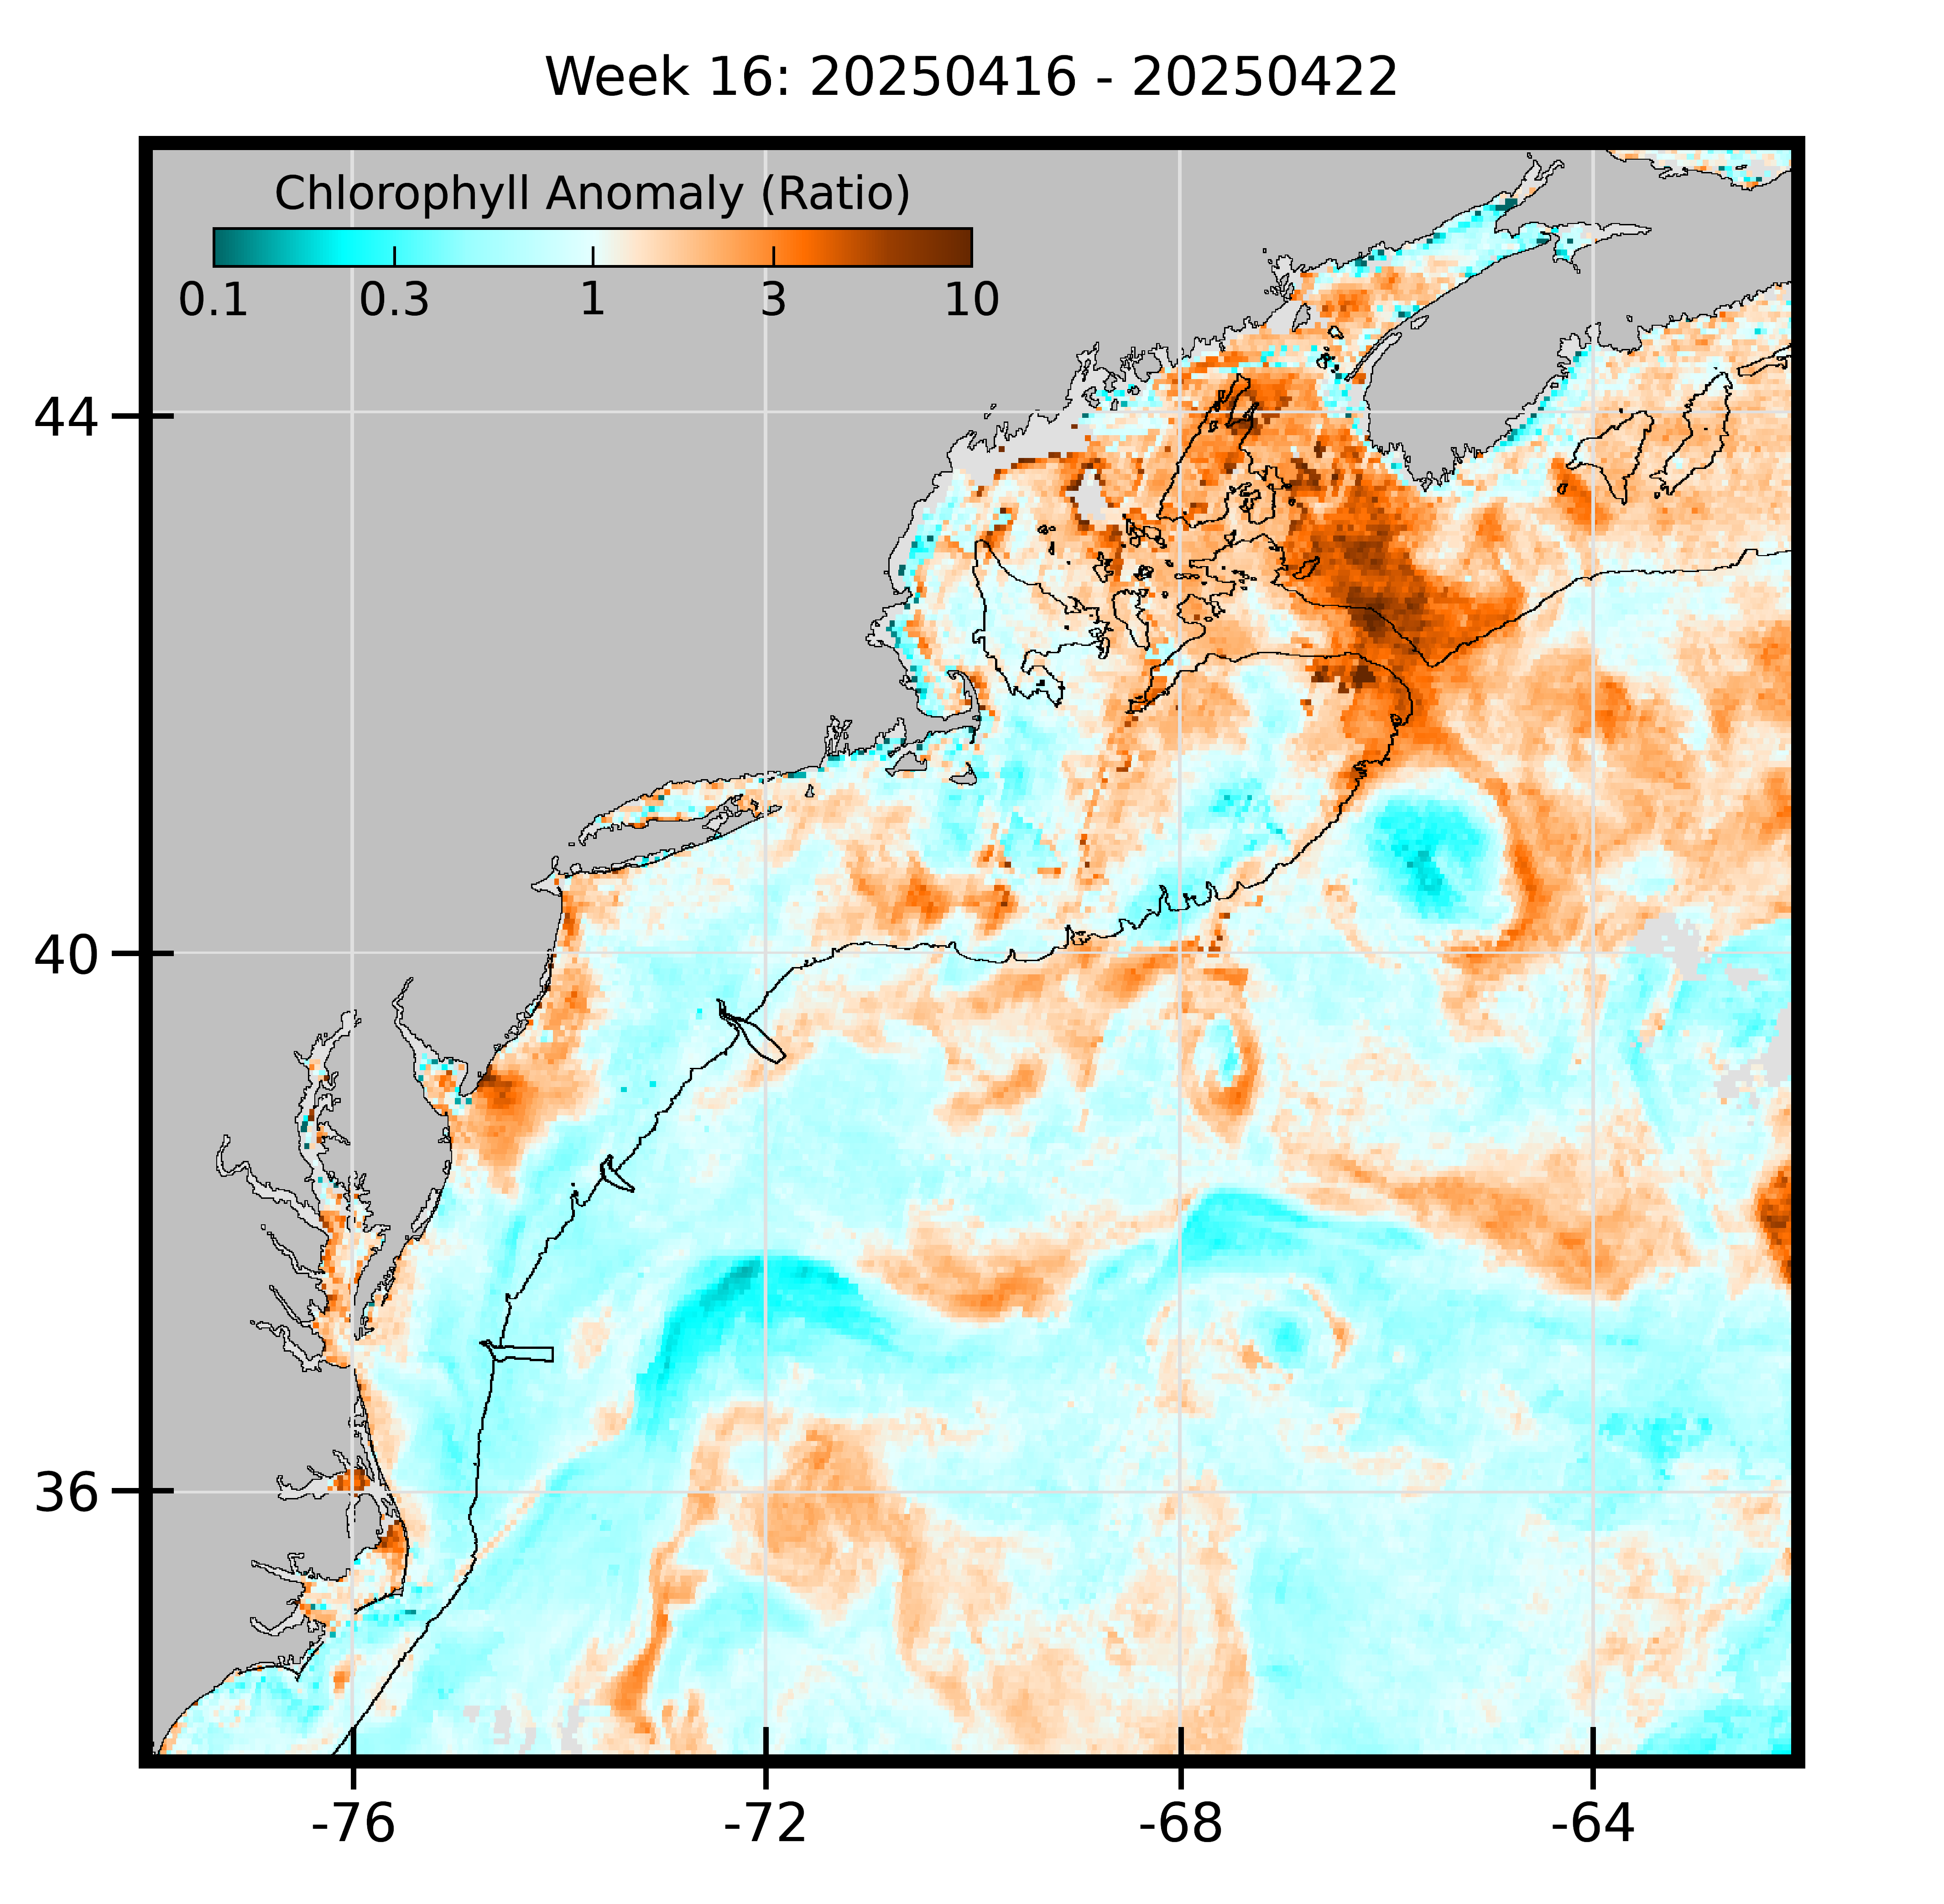 Week 16: 20250416 - 20250422
Chlorophyll Anomaly (Ratio)
0.1 0.3 1 3 10
44
40
36
-76 -72 -68 -64